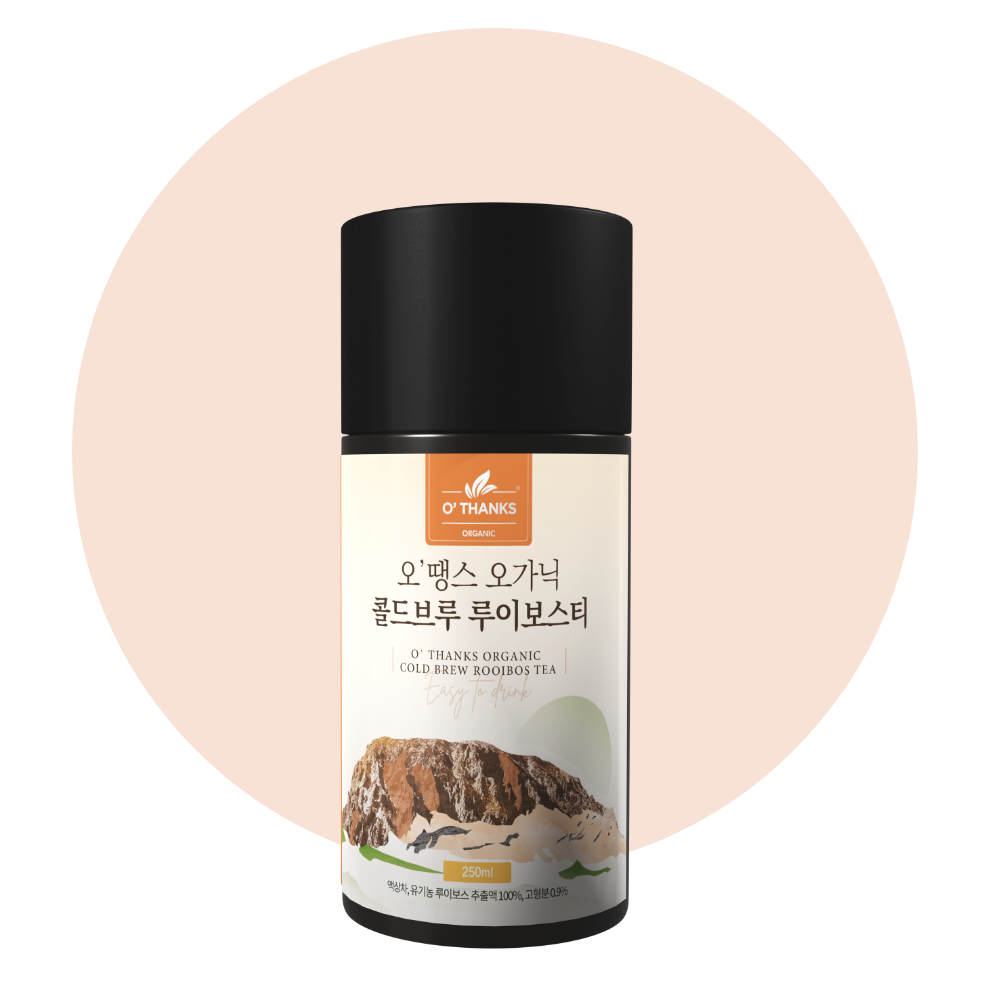 O' THANKS
®
ORGANIC
오'땡스 오가닉
콜드브루 루이보스티
O` THANKS ORGANIC
COLD BREW ROOIBOS TEA
Easy to drink
250ml
액상차, 유기농 루이보스 추출액 100%, 고형분 0.9%